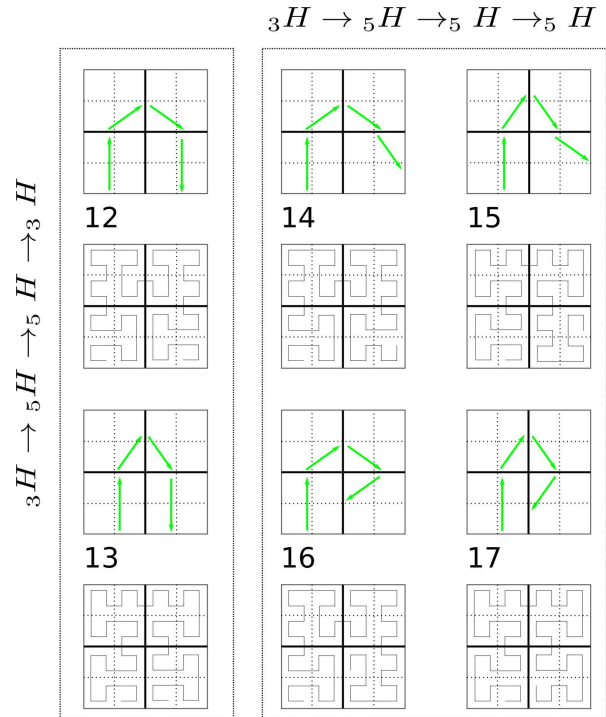 ₃H → ₅H →₅ H →₅ H
₃H → ₅H →₅ H →₃ H
12 14 15
13 16 17